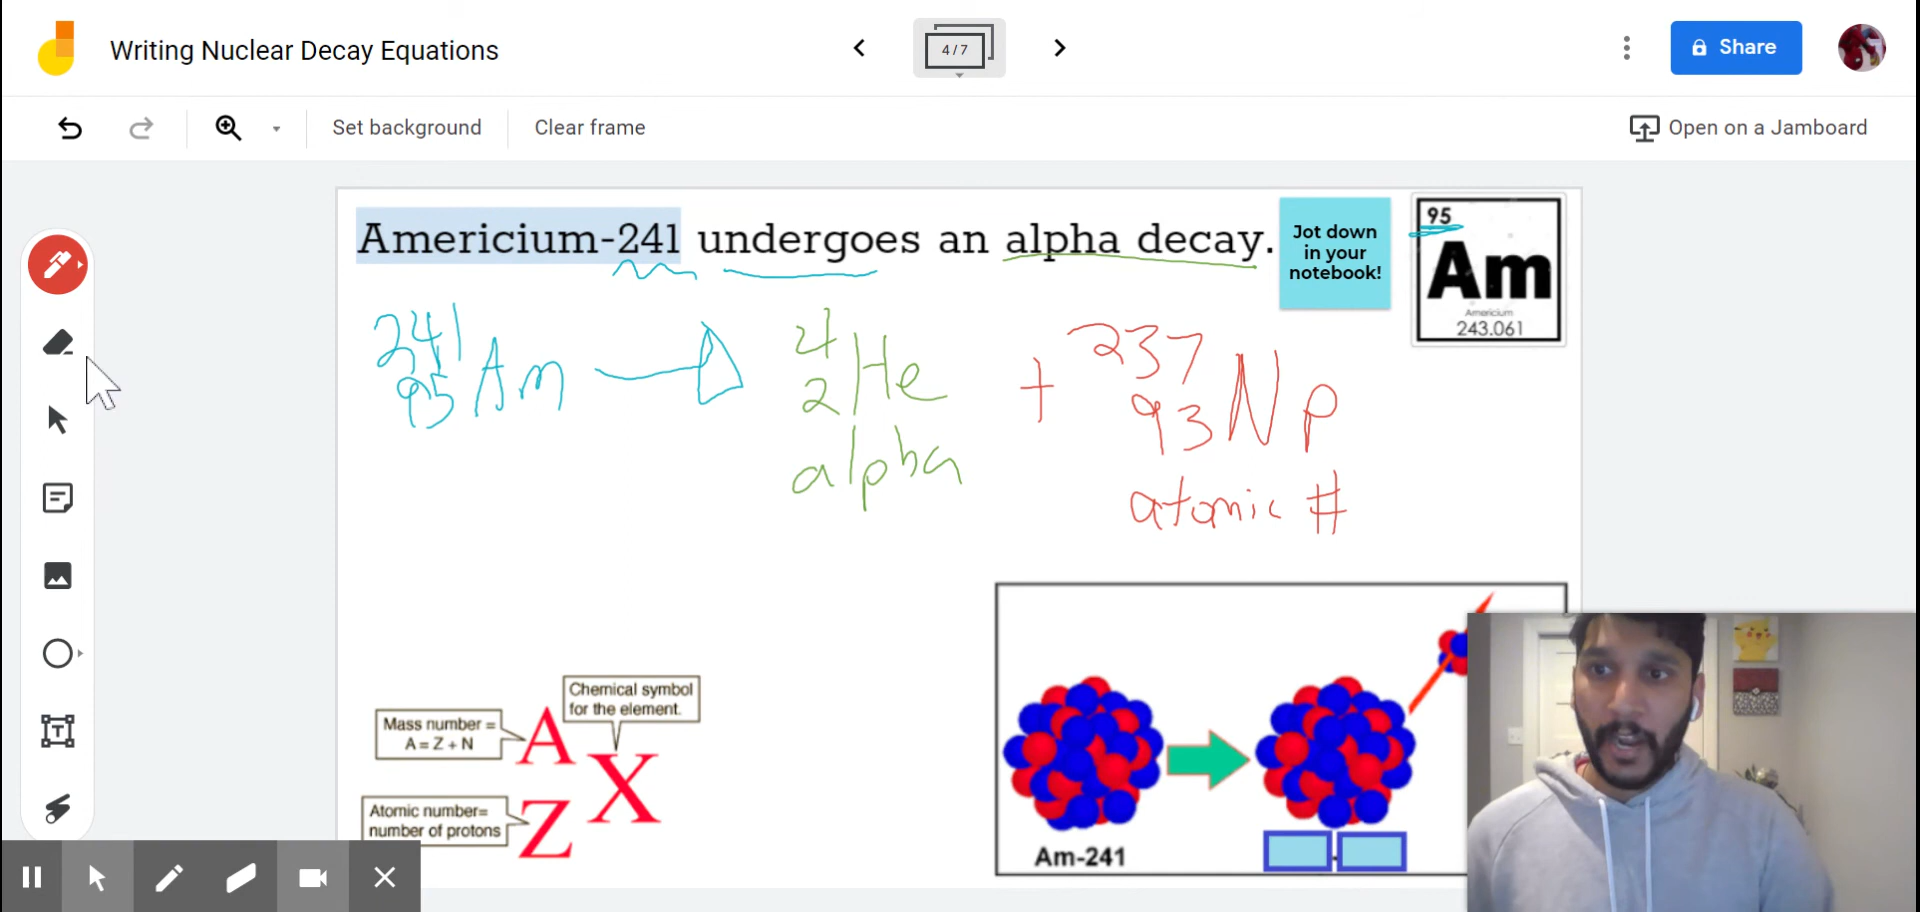 Writing Nuclear Decay Equations
4/7
Share
Set background
Clear frame
Open on a Jamboard
Americium-241 undergoes an alpha decay.
Jot down
in your
notebook!
95
Am
Americium
243.061
241
95 Am
4
2 He
alpha
+
237
93 Np
atomic #
Chemical symbol
for the element.
Mass number =
A = Z + N
A
X
Atomic number=
number of protons
Z
Am-241
-